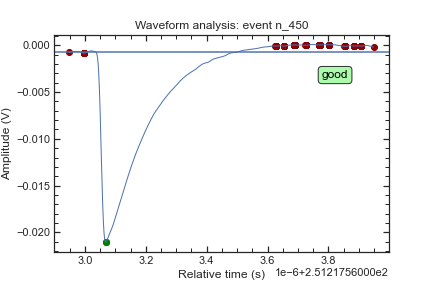 Waveform analysis: event n_450
0.000
−0.005
−0.010
−0.015
−0.020
Amplitude (V)
good
3.0
3.2
3.4
3.6
3.8
Relative time (s)
1e−6+2.5121756000e2